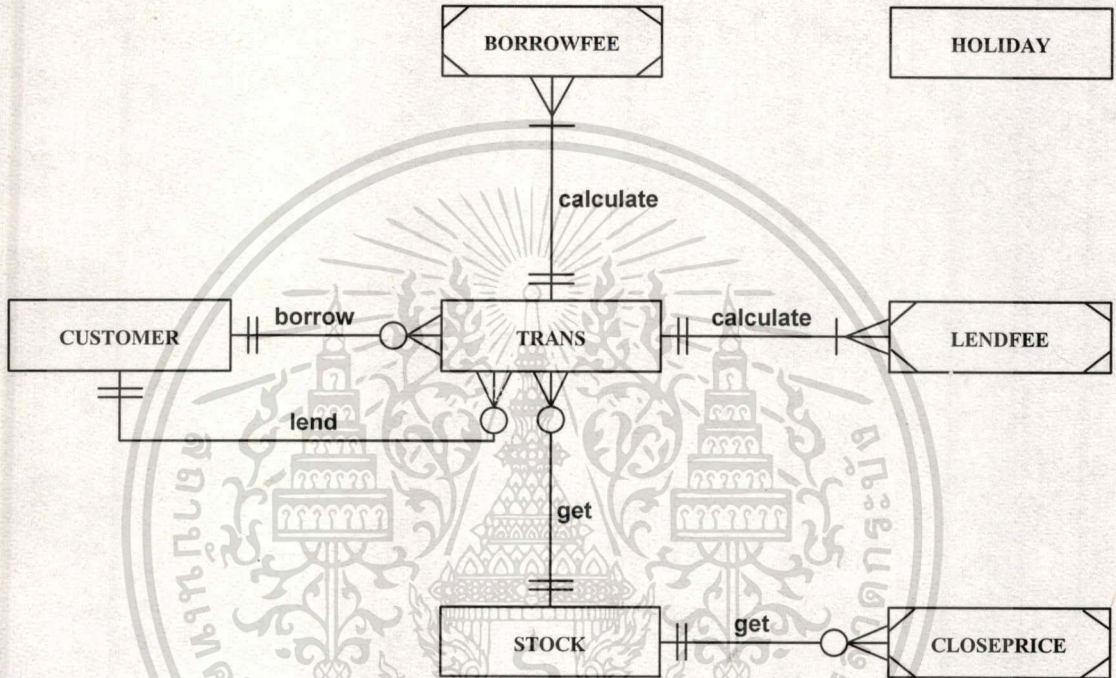 BORROWFEE
HOLIDAY
calculate
CUSTOMER
borrow
TRANS
calculate
LENDFEE
lend
get
STOCK
get
CLOSEPRICE